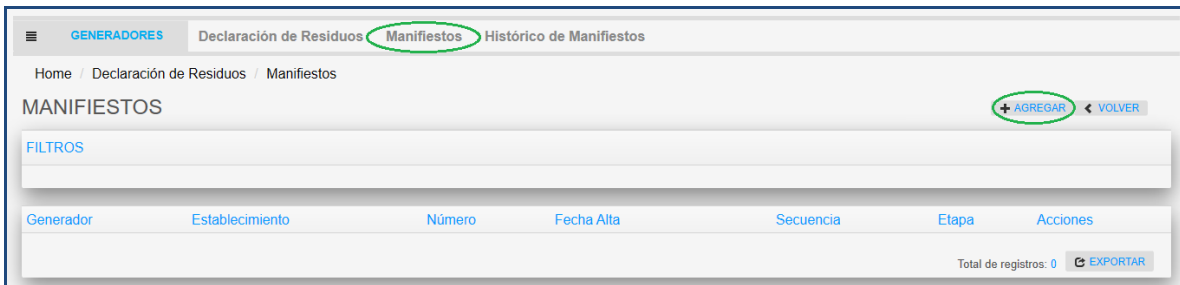 GENERADORES Declaración de Residuos Manifiestos Histórico de Manifiestos
Home / Declaración de Residuos / Manifiestos
MANIFIESTOS + AGREGAR VOLVER
FILTROS
Generador Establecimiento Número Fecha Alta Secuencia Etapa Acciones
Total de registros: 0 EXPORTAR